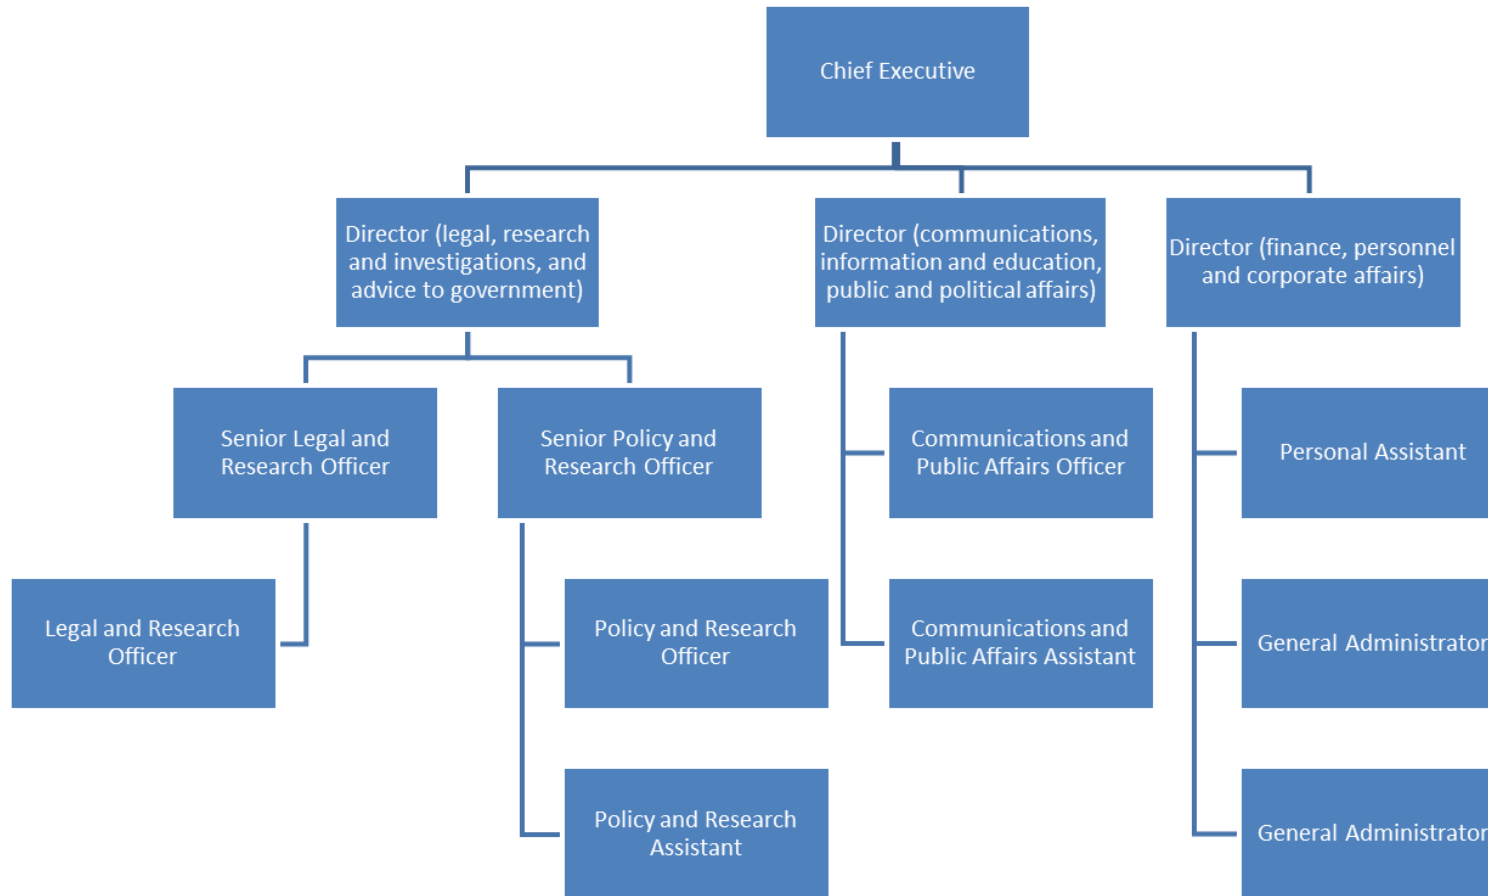 Chief Executive
Director (legal, research
and investigations, and
advice to government)
Director (communications,
information and education,
public and political affairs)
Director (finance, personnel
and corporate affairs)
Senior Legal and
Research Officer
Senior Policy and
Research Officer
Communications and
Public Affairs Officer
Personal Assistant
Legal and Research
Officer
Policy and Research
Officer
Communications and
Public Affairs Assistant
General Administrator
Policy and Research
Assistant
General Administrator